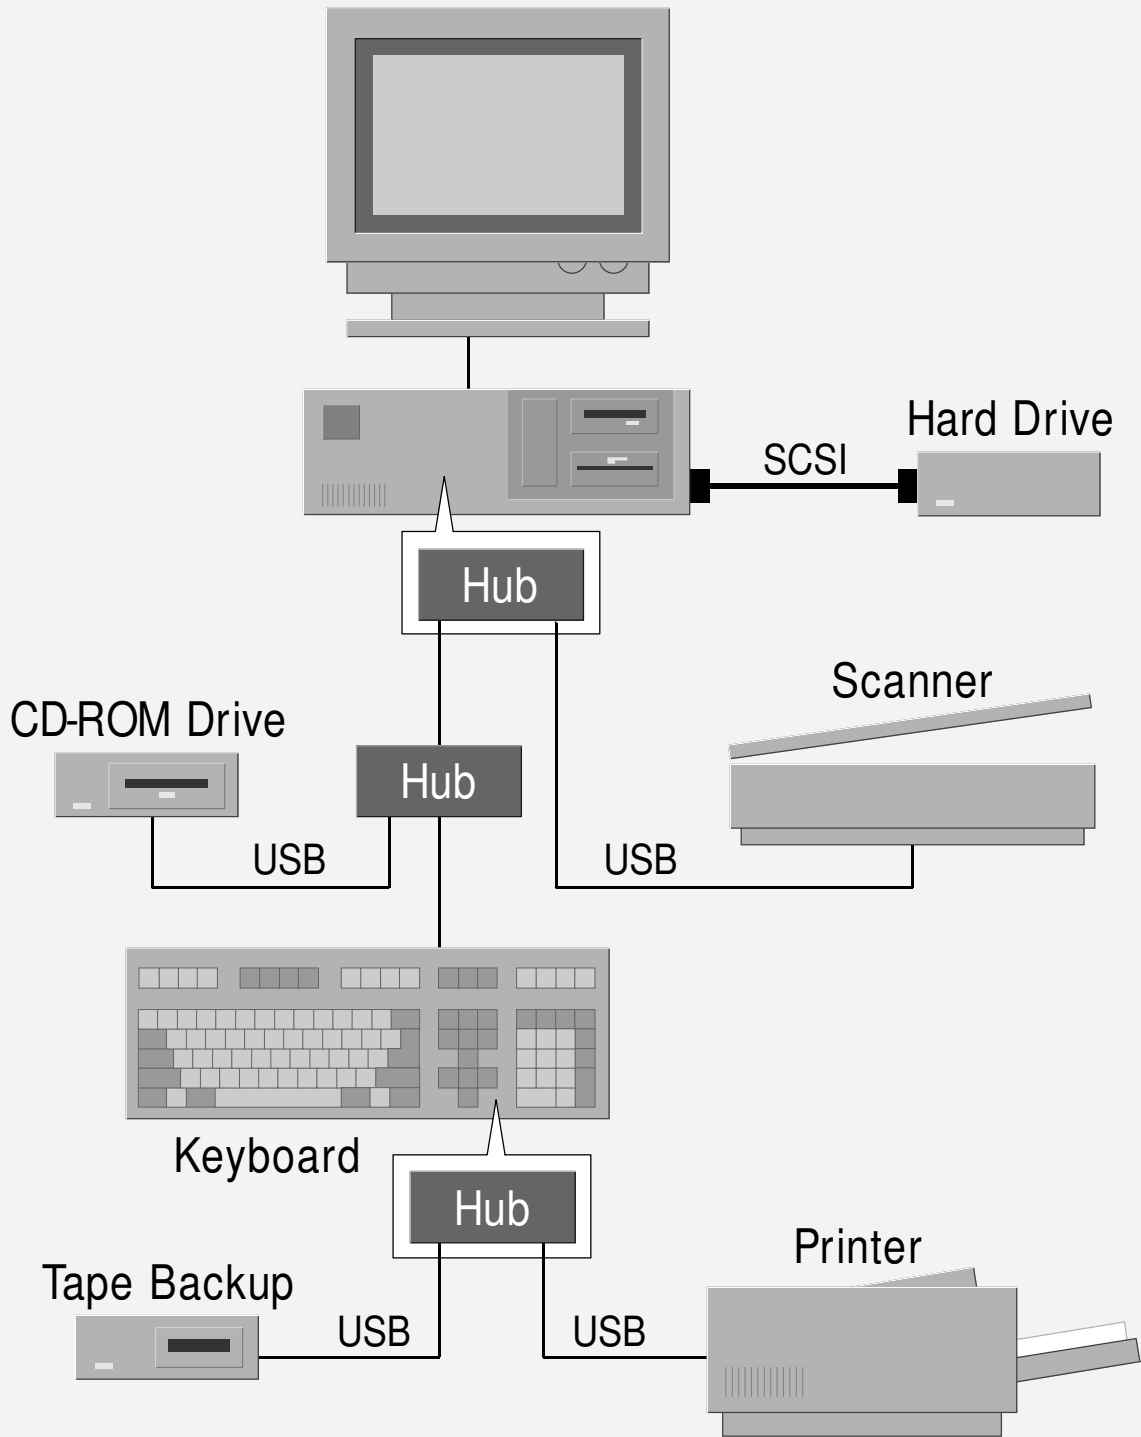 Hard Drive
SCSI
Hub
Scanner
CD-ROM Drive
Hub
USB
USB
Keyboard
Hub
Printer
Tape Backup
USB
USB